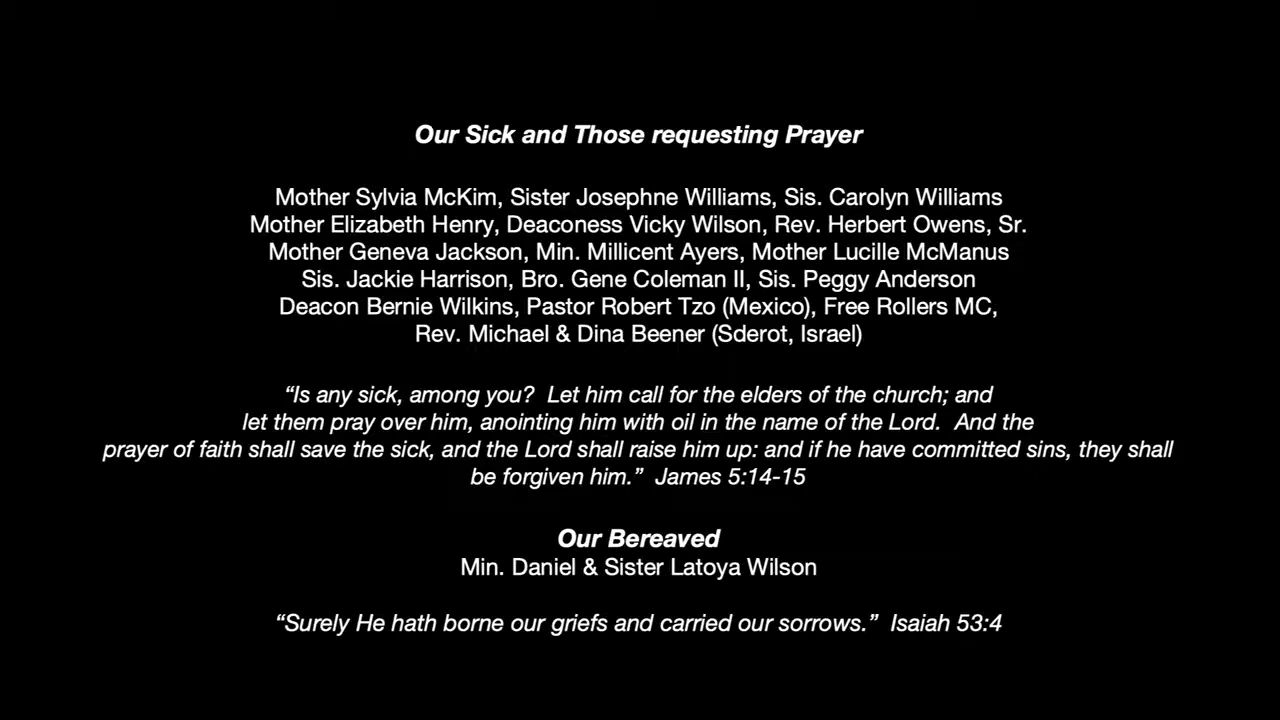 Our Sick and Those requesting Prayer
Mother Sylvia McKim, Sister Josephne Williams, Sis. Carolyn Williams
Mother Elizabeth Henry, Deaconess Vicky Wilson, Rev. Herbert Owens, Sr.
Mother Geneva Jackson, Min. Millicent Ayers, Mother Lucille McManus
Sis. Jackie Harrison, Bro. Gene Coleman II, Sis. Peggy Anderson
Deacon Bernie Wilkins, Pastor Robert Tzo (Mexico), Free Rollers MC,
Rev. Michael & Dina Beener (Sderot, Israel)
“Is any sick, among you?  Let him call for the elders of the church; and
let them pray over him, anointing him with oil in the name of the Lord.  And the
prayer of faith shall save the sick, and the Lord shall raise him up: and if he have committed sins, they shall
be forgiven him.”  James 5:14-15
Our Bereaved
Min. Daniel & Sister Latoya Wilson
“Surely He hath borne our griefs and carried our sorrows.”  Isaiah 53:4